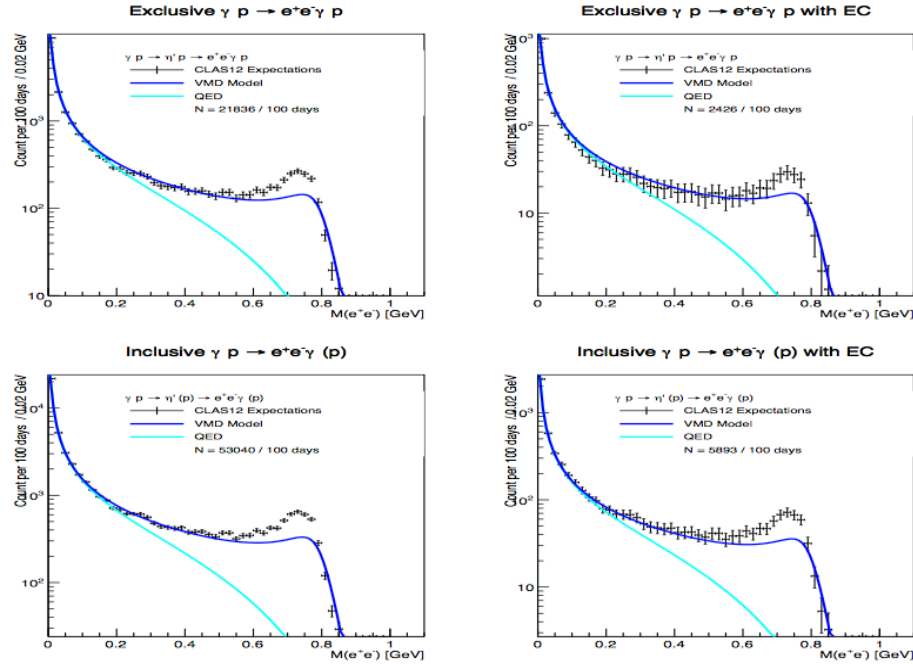 Exclusive γ p → e⁺e⁻γ p
Count per 100 days / 0.02 GeV
10³
10²
10
γ p → η' p → e⁺e⁻γ p
CLAS12 Expectations
VMD Model
QED
N = 21836 / 100 days
0 0.2 0.4 0.6 0.8 1
M(e⁺e⁻) [GeV]
Exclusive γ p → e⁺e⁻γ p with EC
Count per 100 days / 0.02 GeV
10³
10²
10
1
γ p → η' p → e⁺e⁻γ p
CLAS12 Expectations
VMD Model
QED
N = 2426 / 100 days
0 0.2 0.4 0.6 0.8 1
M(e⁺e⁻) [GeV]
Inclusive γ p → e⁺e⁻γ (p)
Count per 100 days / 0.02 GeV
10⁴
10³
10²
γ p → η' (p) → e⁺e⁻γ (p)
CLAS12 Expectations
VMD Model
QED
N = 53040 / 100 days
0 0.2 0.4 0.6 0.8 1
M(e⁺e⁻) [GeV]
Inclusive γ p → e⁺e⁻γ (p) with EC
Count per 100 days / 0.02 GeV
10³
10²
10
γ p → η' (p) → e⁺e⁻γ (p)
CLAS12 Expectations
VMD Model
QED
N = 5893 / 100 days
0 0.2 0.4 0.6 0.8 1
M(e⁺e⁻) [GeV]